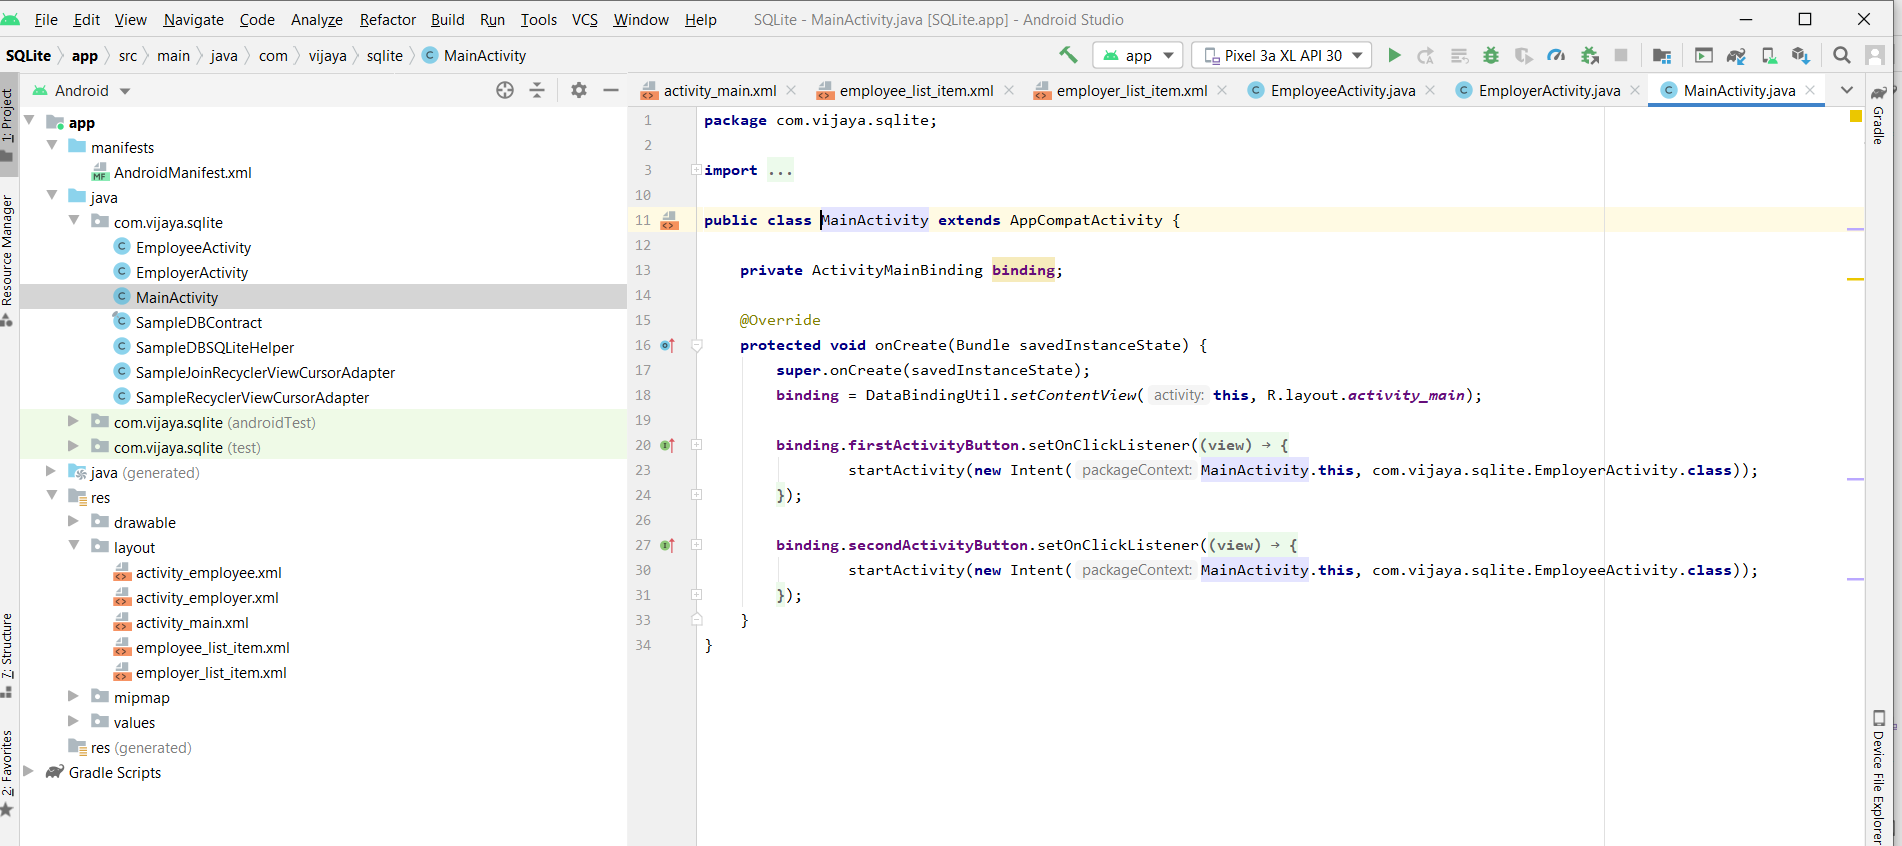 File Edit View Navigate Code Analyze Refactor Build Run Tools VCS Window Help SQLite - MainActivity.java [SQLite.app] - Android Studio
SQLite app src main java com vijaya sqlite MainActivity app Pixel 3a XL API 30
1: Project
Resource Manager
7: Structure
2: Favorites
Android
app
manifests
AndroidManifest.xml
java
com.vijaya.sqlite
EmployeeActivity
EmployerActivity
MainActivity
SampleDBContract
SampleDBSQLiteHelper
SampleJoinRecyclerViewCursorAdapter
SampleRecyclerViewCursorAdapter
com.vijaya.sqlite (androidTest)
com.vijaya.sqlite (test)
java (generated)
res
drawable
layout
activity_employee.xml
activity_employer.xml
activity_main.xml
employee_list_item.xml
employer_list_item.xml
mipmap
values
res (generated)
Gradle Scripts
activity_main.xml employee_list_item.xml employer_list_item.xml EmployeeActivity.java EmployerActivity.java MainActivity.java
1 package com.vijaya.sqlite;
2
3 import ...
10
11 public class MainActivity extends AppCompatActivity {
12
13 private ActivityMainBinding binding;
14
15 @Override
16 protected void onCreate(Bundle savedInstanceState) {
17 super.onCreate(savedInstanceState);
18 binding = DataBindingUtil.setContentView( activity: this, R.layout.activity_main);
19
20 binding.firstActivityButton.setOnClickListener((view) → {
23 startActivity(new Intent( packageContext: MainActivity.this, com.vijaya.sqlite.EmployerActivity.class));
24 });
26
27 binding.secondActivityButton.setOnClickListener((view) → {
30 startActivity(new Intent( packageContext: MainActivity.this, com.vijaya.sqlite.EmployeeActivity.class));
31 });
33 }
34 }
Gradle
Device File Explorer